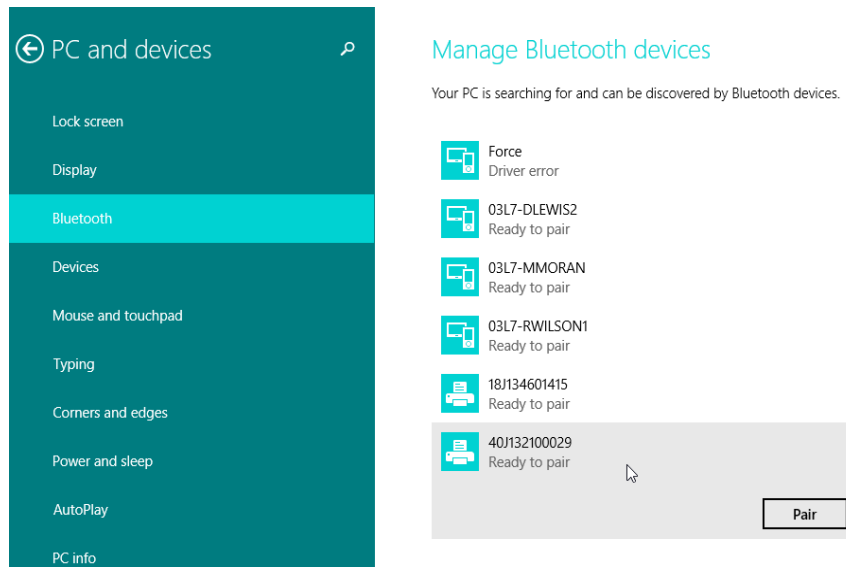 PC and devices
Lock screen
Display
Bluetooth
Devices
Mouse and touchpad
Typing
Corners and edges
Power and sleep
AutoPlay
PC info
Manage Bluetooth devices
Your PC is searching for and can be discovered by Bluetooth devices.
Force
Driver error
03L7-DLEWIS2
Ready to pair
03L7-MMORAN
Ready to pair
03L7-RWILSON1
Ready to pair
18J134601415
Ready to pair
40J132100029
Ready to pair
Pair